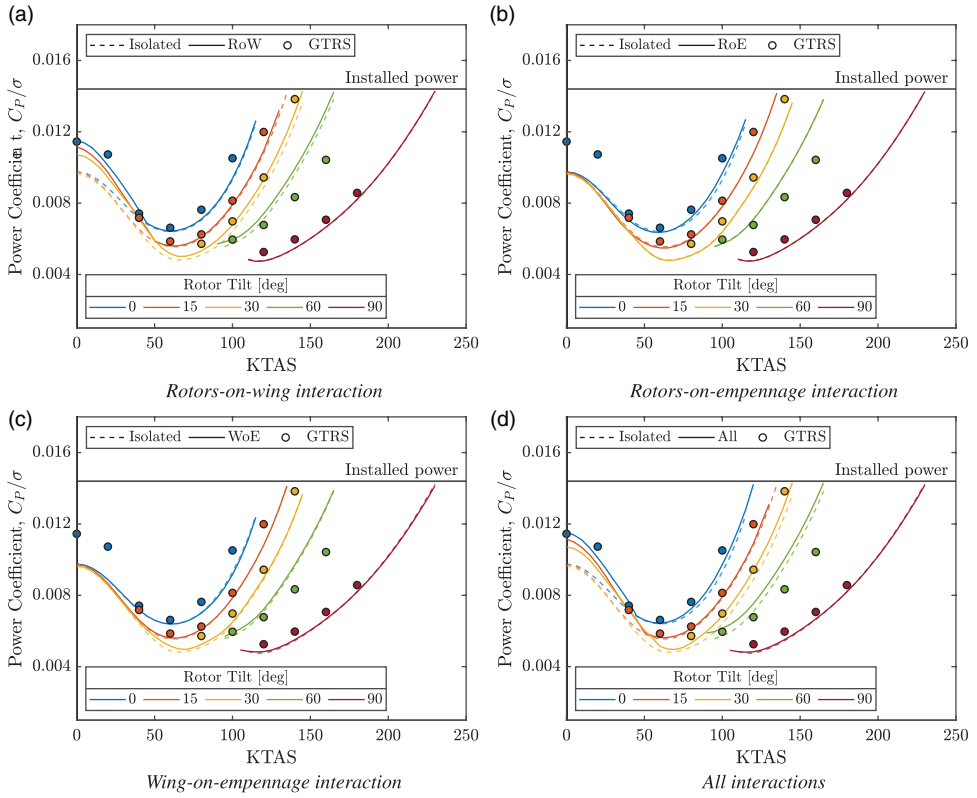 (a)
Isolated RoW GTRS
Installed power
0.016
0.012
0.008
0.004
Power Coefficien t, C_P/σ
Rotor Tilt [deg]
0 15 30 60 90
0 50 100 150 200 250
KTAS
Rotors-on-wing interaction
(b)
Isolated RoE GTRS
Installed power
0.016
0.012
0.008
0.004
Power Coefficient, C_P/σ
Rotor Tilt [deg]
0 15 30 60 90
0 50 100 150 200 250
KTAS
Rotors-on-empennage interaction
(c)
Isolated WoE GTRS
Installed power
0.016
0.012
0.008
0.004
Power Coefficient, C_P/σ
Rotor Tilt [deg]
0 15 30 60 90
0 50 100 150 200 250
KTAS
Wing-on-empennage interaction
(d)
Isolated All GTRS
Installed power
0.016
0.012
0.008
0.004
Power Coefficient, C_P/σ
Rotor Tilt [deg]
0 15 30 60 90
0 50 100 150 200 250
KTAS
All interactions